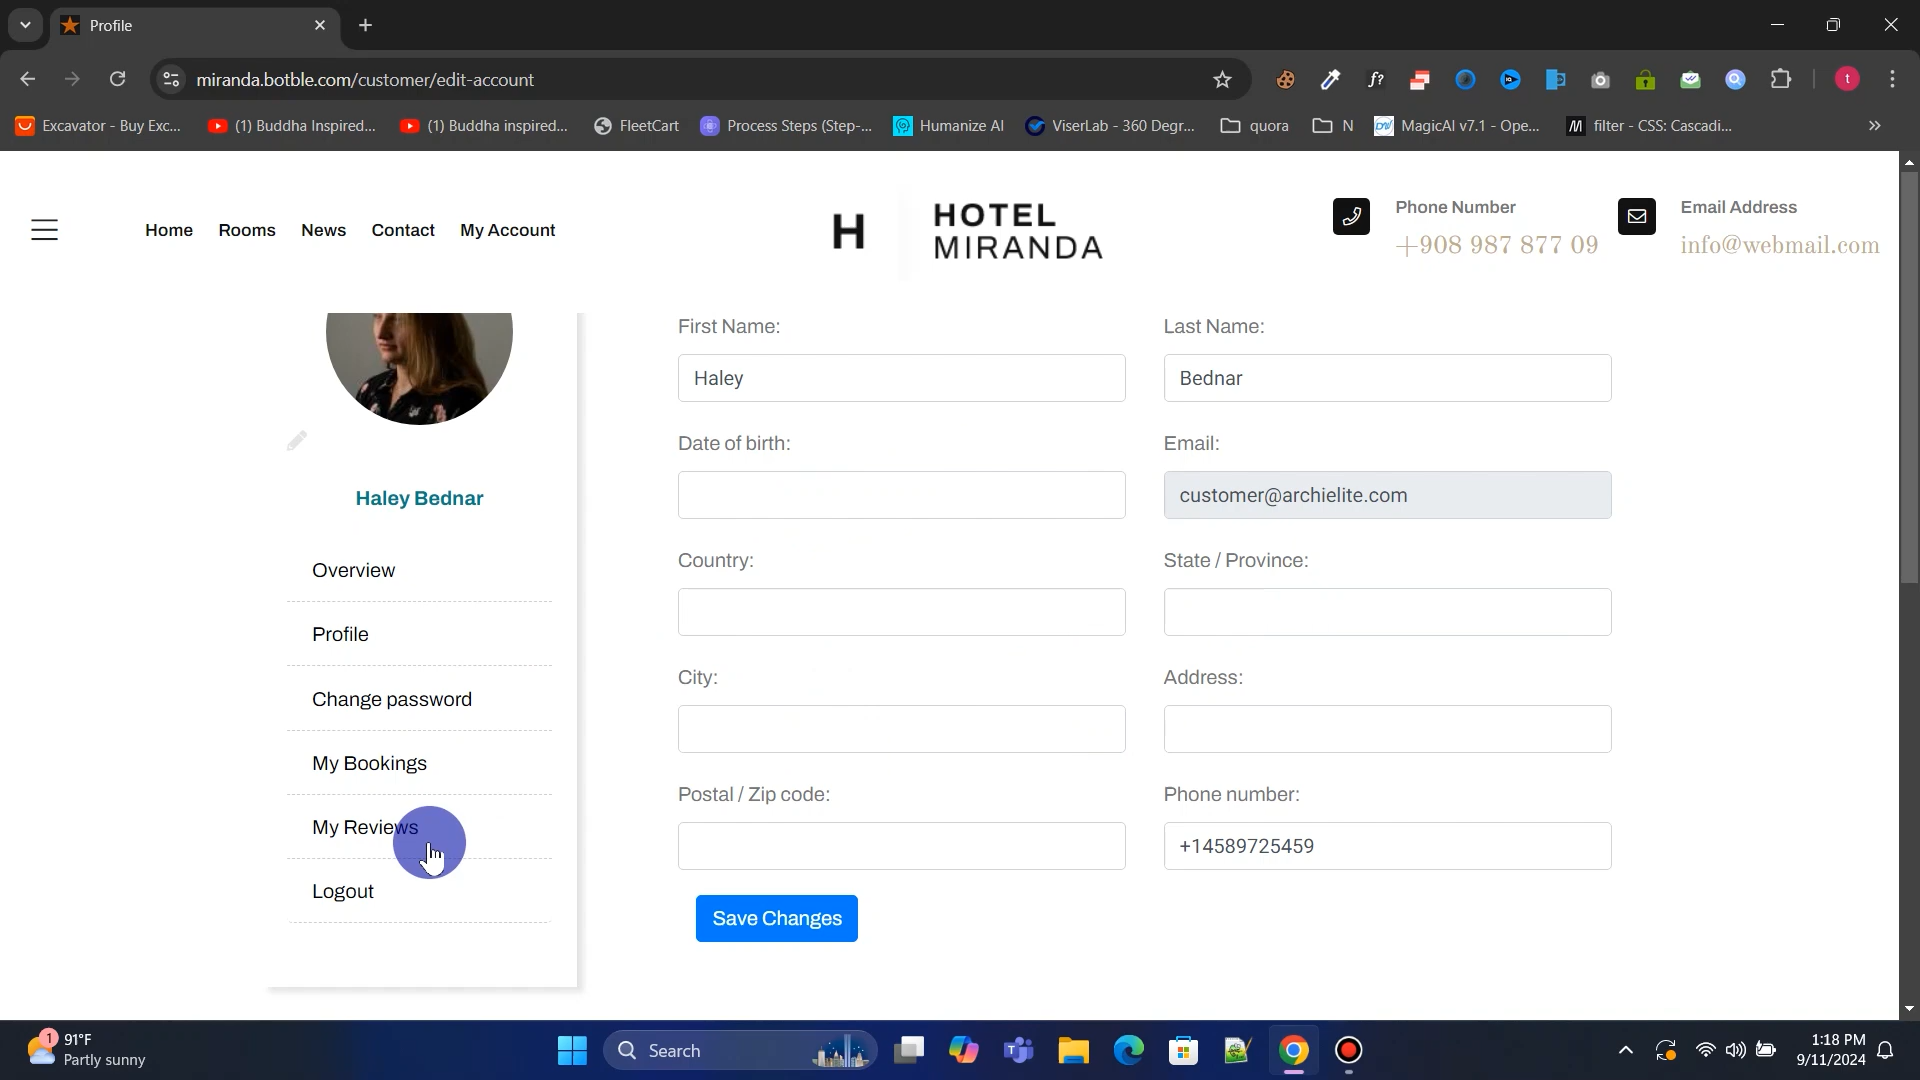 Profile
miranda.botble.com/customer/edit-account
Excavator - Buy Exc...
(1) Buddha Inspired...
(1) Buddha inspired...
FleetCart
Process Steps (Step-...
Humanize AI
ViserLab - 360 Degr...
quora
N
MagicAI v7.1 - Ope...
filter - CSS: Cascadi...
Home
Rooms
News
Contact
My Account
H
HOTEL
MIRANDA
Phone Number
+908 987 877 09
Email Address
info@webmail.com
Haley Bednar
Overview
Profile
Change password
My Bookings
My Reviews
Logout
First Name:
Last Name:
Haley
Bednar
Date of birth:
Email:
customer@archielite.com
Country:
State / Province:
City:
Address:
Postal / Zip code:
Phone number:
+14589725459
Save Changes
1
91°F
Partly sunny
Search
1:18 PM
9/11/2024